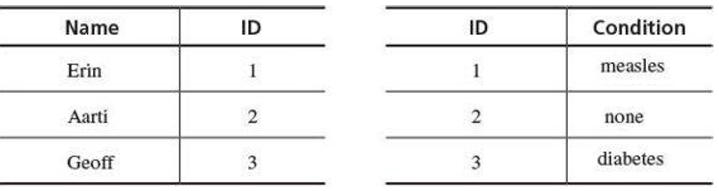 Name ID ID Condition
Erin 1 1 measles
Aarti 2 2 none
Geoff 3 3 diabetes